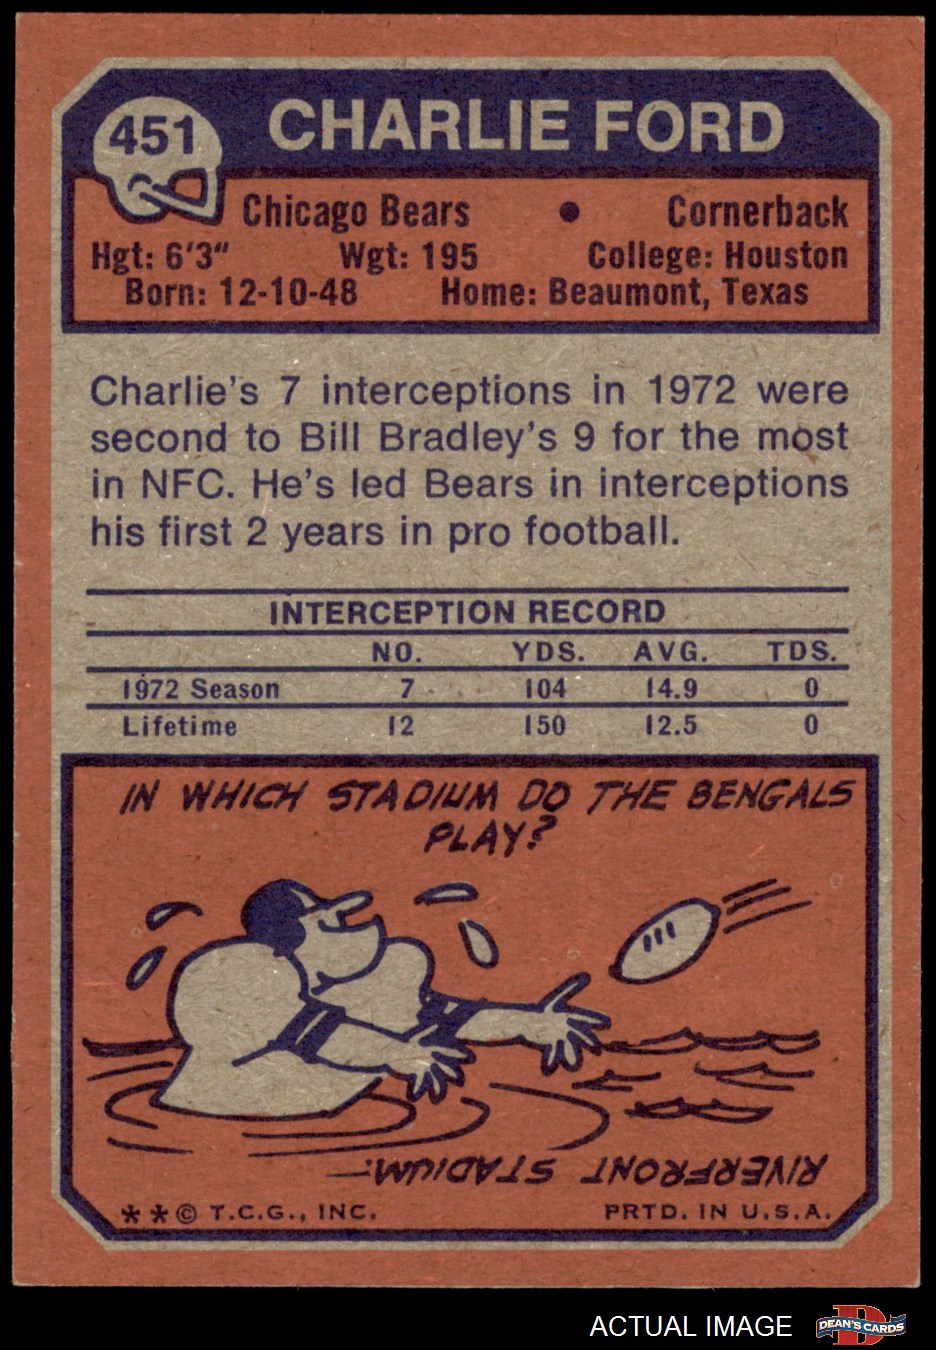 451
CHARLIE FORD
Chicago Bears • Cornerback
Hgt: 6'3" Wgt: 195 College: Houston
Born: 12-10-48 Home: Beaumont, Texas
Charlie's 7 interceptions in 1972 were
second to Bill Bradley's 9 for the most
in NFC. He's led Bears in interceptions
his first 2 years in pro football.
INTERCEPTION RECORD
NO. YDS. AVG. TDS.
1972 Season 7 104 14.9 0
Lifetime 12 150 12.5 0
IN WHICH STADIUM DO THE BENGALS
PLAY?
RIVERFRONT STADIUM.
**© T.C.G., INC. PRTD. IN U.S.A.
ACTUAL IMAGE
DEAN'S CARDS